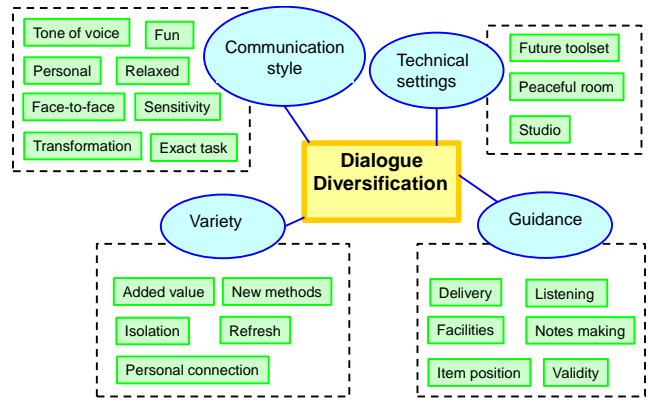 Tone of voice
Fun
Personal
Relaxed
Face-to-face
Sensitivity
Transformation
Exact task
Communication
style
Technical
settings
Future toolset
Peaceful room
Studio
Dialogue
Diversification
Variety
Added value
New methods
Isolation
Refresh
Personal connection
Guidance
Delivery
Listening
Facilities
Notes making
Item position
Validity